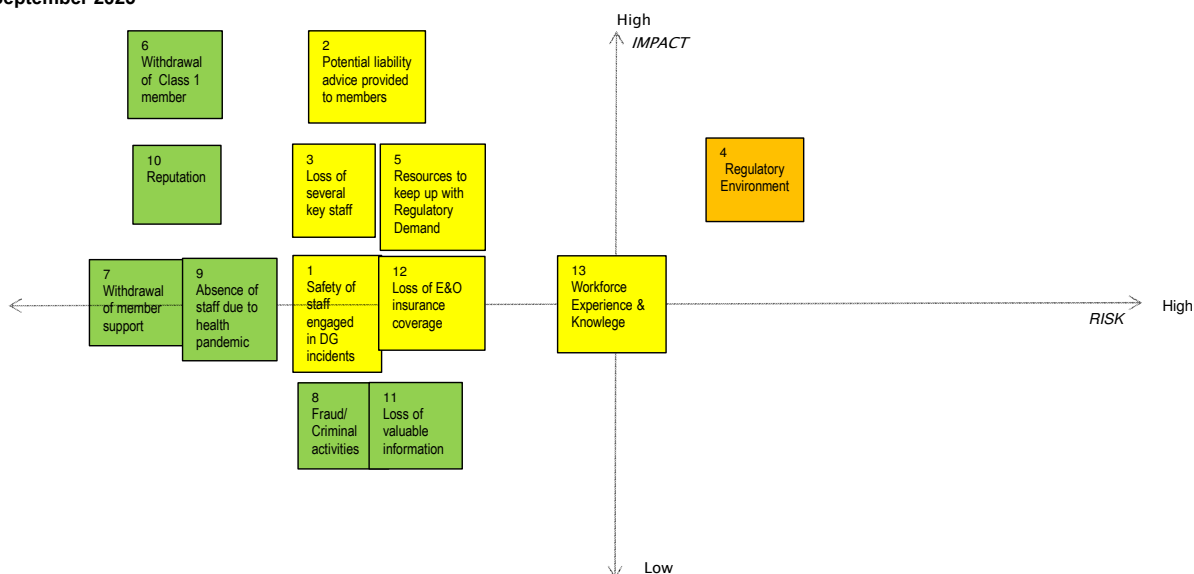 High
IMPACT
6
Withdrawal
of Class 1
member
2
Potential liability
advice provided
to members
10
Reputation
3
Loss of
several
key staff
5
Resources to
keep up with
Regulatory
Demand
4
Regulatory
Environment
7
Withdrawal
of member
support
9
Absence of
staff due to
health
pandemic
1
Safety of
staff
engaged
in DG
incidents
12
Loss of E&O
insurance
coverage
13
Workforce
Experience &
Knowlege
High
RISK
8
Fraud/
Criminal
activities
11
Loss of
valuable
information
Low